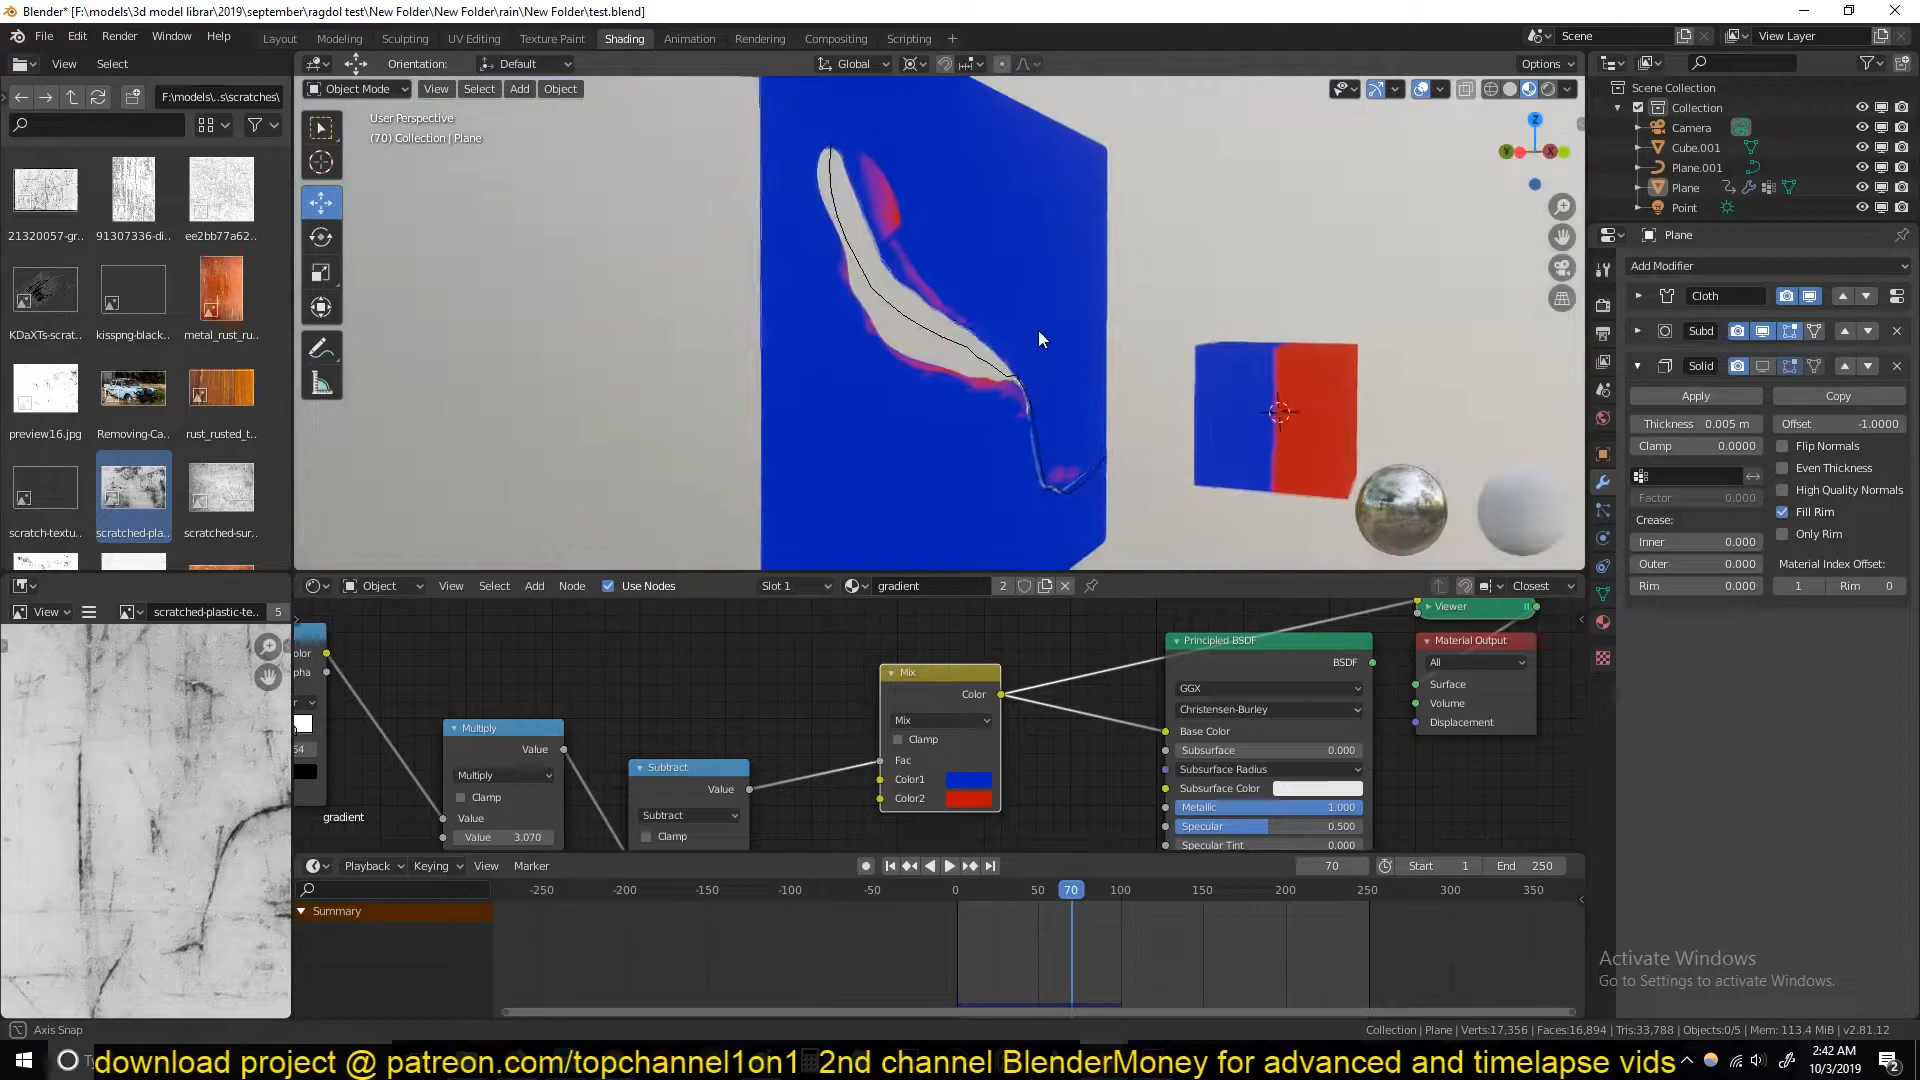 Blender* [F:\models\3d model librar\2019\september\ragdol test\New Folder\New Folder\rain\New Folder\test.blend]
File Edit Render Window Help
Layout Modeling Sculpting UV Editing Texture Paint Shading Animation Rendering Compositing Scripting +
Scene
View Layer
View Select
Orientation: Default
Global
Options
F:\models\..s\scratches\
Object Mode View Select Add Object
User Perspective
(70) Collection | Plane
Z
Y
X
21320057-gr..
91307336-di..
ee2bb77a62..
KDaXTs-scrat..
kisspng-black..
metal_rust_ru..
preview16.jpg
Removing-Ca..
rust_rusted_t..
scratch-textu..
scratched-pla..
scratched-sur..
Scene Collection
Collection
Camera
Cube.001
Plane.001
Plane
Point
Plane
Add Modifier
Cloth
Subd
Solid
Apply
Copy
Thickness 0.005 m
Offset -1.0000
Clamp 0.0000
Flip Normals
Even Thickness
High Quality Normals
Factor 0.000
Fill Rim
Only Rim
Crease:
Inner 0.000
Outer 0.000
Rim 0.000
Material Index Offset:
1
Rim 0
View
scratched-plastic-te..
5
Object View Select Add Node Use Nodes
Slot 1
gradient
2
Closest
olor
pha
r
54
gradient
Multiply
Value
Multiply
Clamp
Value
Value 3.070
Subtract
Value
Subtract
Clamp
Mix
Color
Mix
Clamp
Fac
Color1
Color2
Principled BSDF
BSDF
GGX
Christensen-Burley
Base Color
Subsurface 0.000
Subsurface Radius
Subsurface Color
Metallic 1.000
Specular 0.500
Specular Tint 0.000
Viewer
Material Output
All
Surface
Volume
Displacement
Playback Keying View Marker
70
Start 1
End 250
-250 -200 -150 -100 -50 0 50 70 100 150 200 250 300 350
Summary
Activate Windows
Go to Settings to activate Windows.
Axis Snap
Collection | Plane | Verts:17,356 | Faces:16,894 | Tris:33,788 | Objects:0/5 | Mem: 113.4 MiB | v2.81.12
download project @ patreon.com/topchannel1on1 2nd channel BlenderMoney for advanced and timelapse vids
2:42 AM
10/3/2019
2